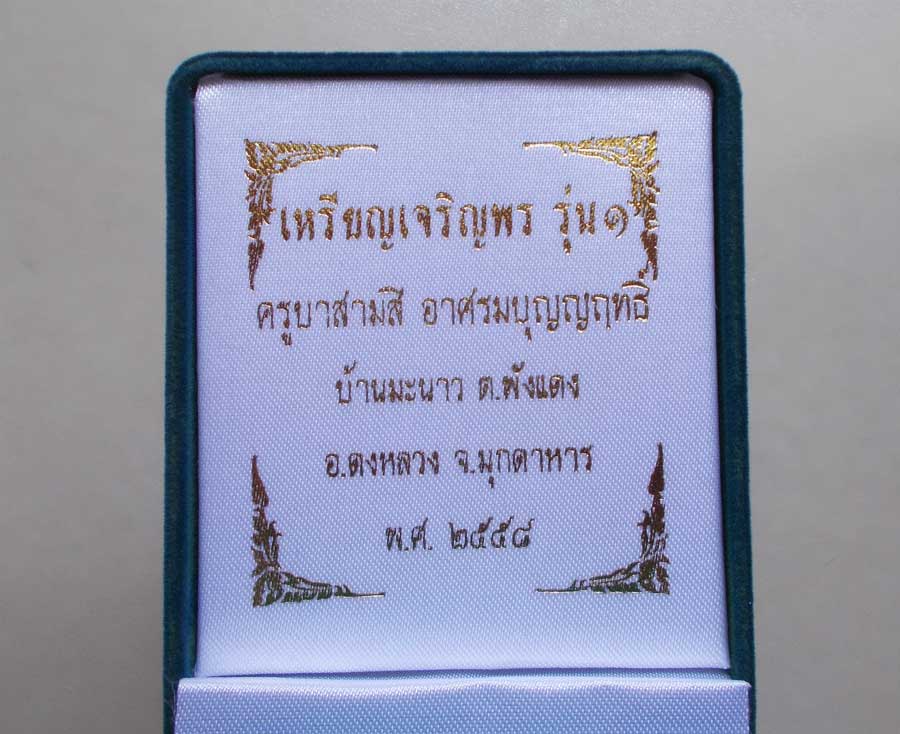 เหรียญเจริญพร รุ่น๑
ครูบาสามสี อาศรมบุญญฤทธิ์
บ้านมะนาว ต.พังแดง
อ.ดงหลวง จ.มุกดาหาร
พ.ศ. ๒๕๕๘